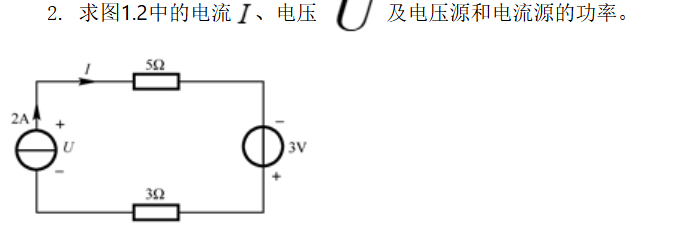 2. 求图1.2中的电流 I、电压 U 及电压源和电流源的功率。
I 5Ω
2A + −
U 3V
− +
3Ω